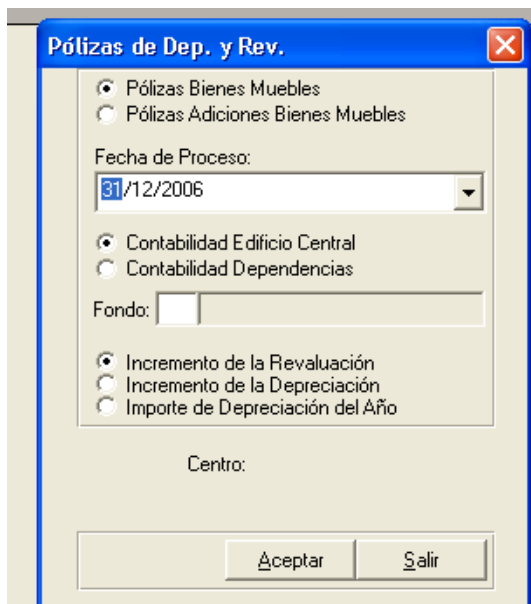 Pólizas de Dep. y Rev.
Pólizas Bienes Muebles
Pólizas Adiciones Bienes Muebles
Fecha de Proceso:
31/12/2006
Contabilidad Edificio Central
Contabilidad Dependencias
Fondo:
Incremento de la Revaluación
Incremento de la Depreciación
Importe de Depreciación del Año
Centro:
Aceptar Salir